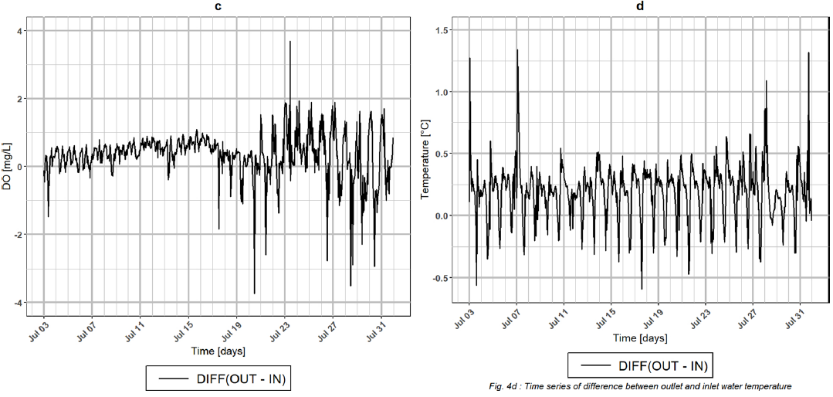 c
4
2
0
-2
-4
DO [mg/L]
Jul 03
Jul 07
Jul 11
Jul 15
Jul 19
Jul 23
Jul 27
Jul 31
Time [days]
DIFF(OUT - IN)
d
1.5
1.0
0.5
0.0
-0.5
Temperature [°C]
Jul 03
Jul 07
Jul 11
Jul 15
Jul 19
Jul 23
Jul 27
Jul 31
Time [days]
DIFF(OUT - IN)
Fig. 4d : Time series of difference between outlet and inlet water temperature